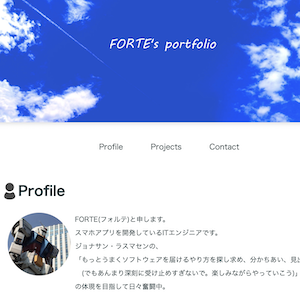 FORTE's portfolio
Profile Projects Contact
Profile
FORTE(フォルテ)と申します。
スマホアプリを開発しているITエンジニアです。
ジョナサン・ラスマセンの、
「もっとうまくソフトウェアを届けるやり方を探し求め、分かちあい、見出
(でもあんまり深刻に受け止めすぎないで。楽しみながらやっていこう)」
の体現を目指して日々奮闘中。